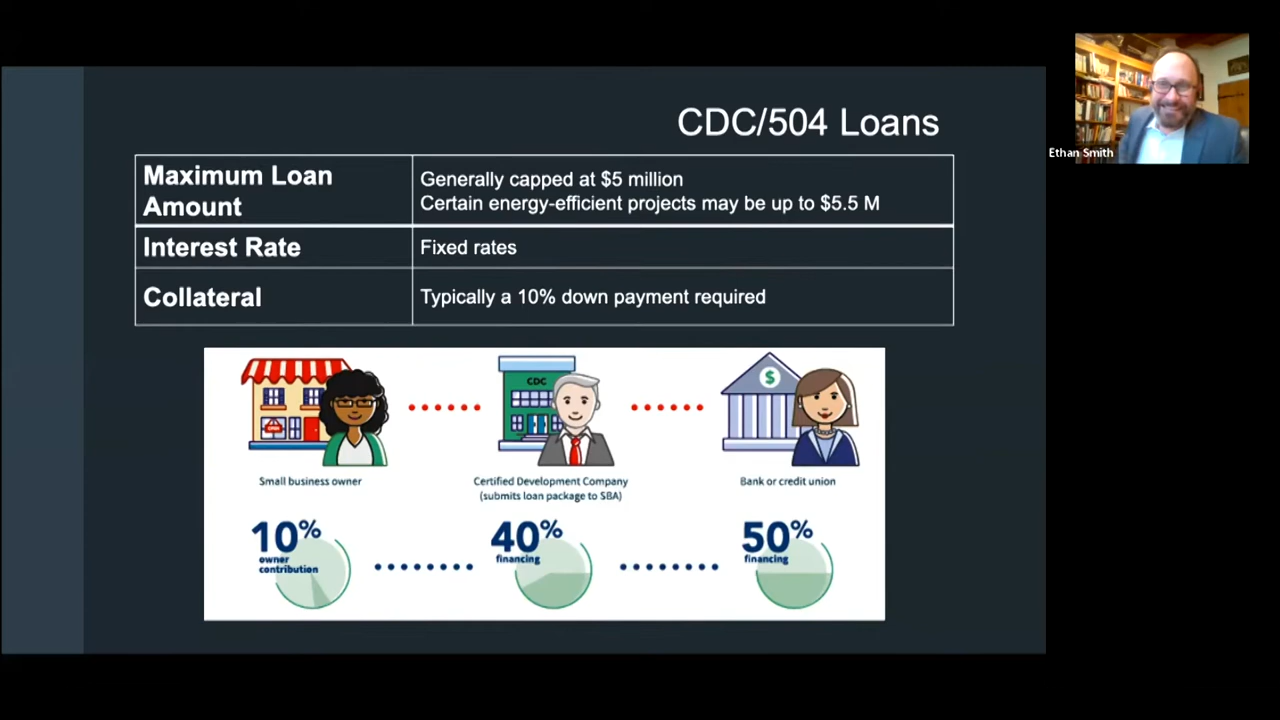 CDC/504 Loans
Maximum Loan
Amount
Generally capped at $5 million
Certain energy-efficient projects may be up to $5.5 M
Interest Rate
Fixed rates
Collateral
Typically a 10% down payment required
Ethan Smith
CDC
$
Small business owner
Certified Development Company
(submits loan package to SBA)
Bank or credit union
10%
owner
contribution
40%
financing
50%
financing